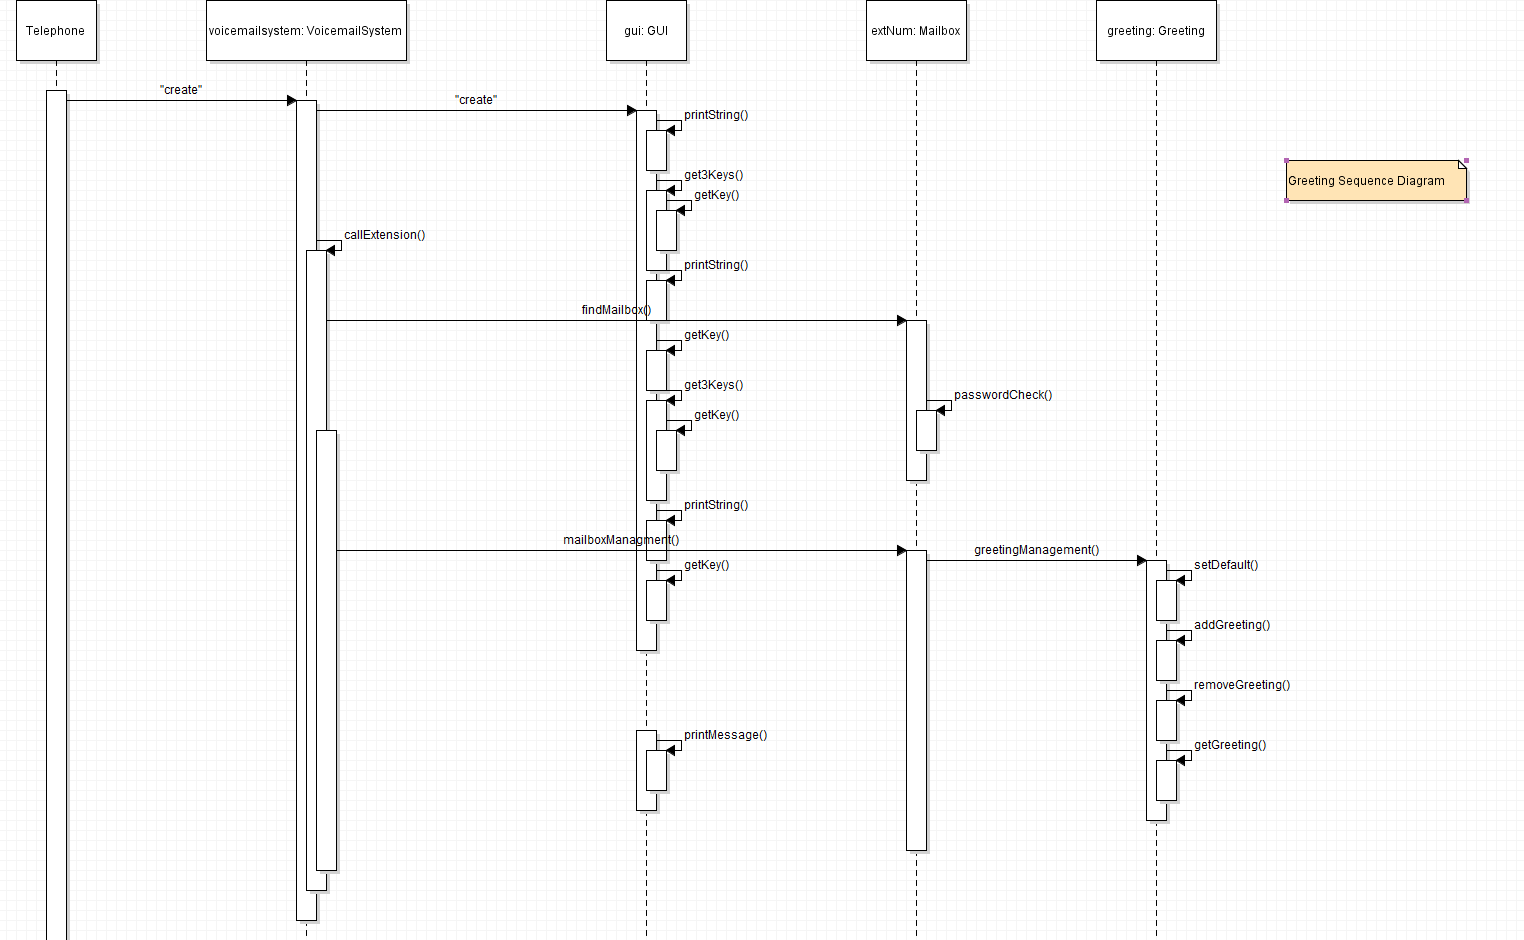 Telephone
voicemailsystem: VoicemailSystem
gui: GUI
extNum: Mailbox
greeting: Greeting
"create"
"create"
printString()
Greeting Sequence Diagram
get3Keys()
getKey()
callExtension()
printString()
findMailbox()
getKey()
get3Keys()
passwordCheck()
getKey()
printString()
mailboxManagment()
greetingManagement()
getKey()
setDefault()
addGreeting()
removeGreeting()
printMessage()
getGreeting()